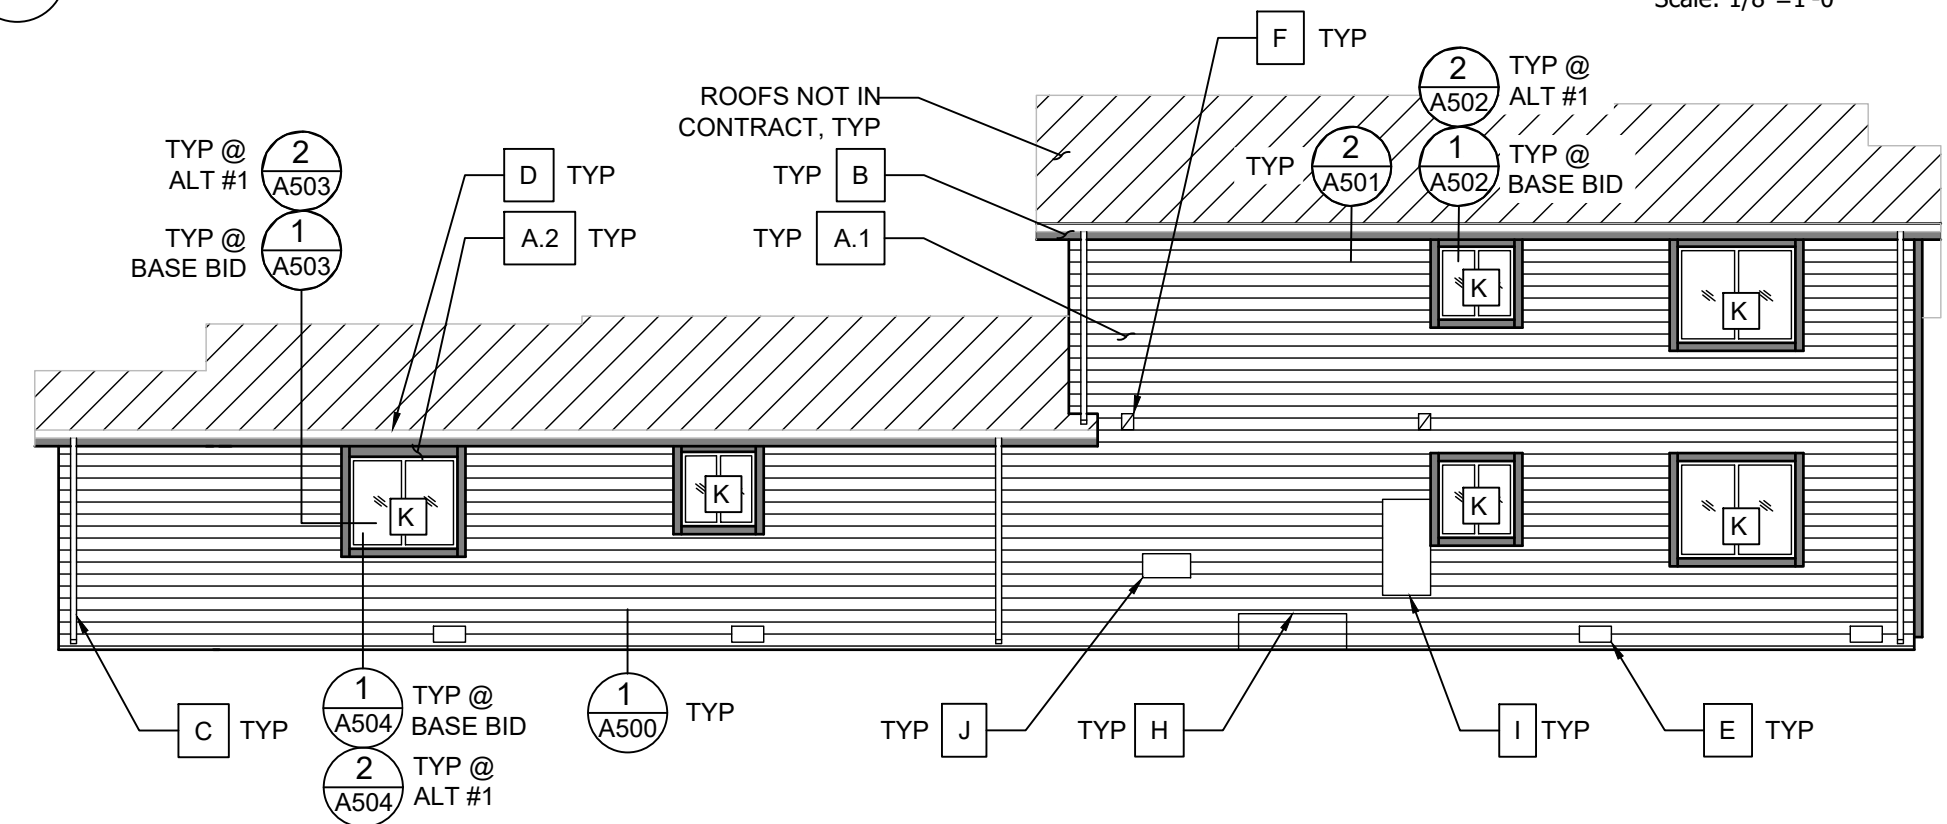 Scale: 1/8"=1'-0"
F TYP
2
A502
TYP @
ALT #1
ROOFS NOT IN
CONTRACT, TYP
TYP @
ALT #1
2
A503
D TYP
TYP B
TYP
2
A501
1
A502
TYP @
BASE BID
TYP @
BASE BID
1
A503
A.2 TYP
TYP A.1
K
K
K
K
K
K
C TYP
1
A504
TYP @
BASE BID
2
A504
TYP @
ALT #1
1
A500
TYP
TYP J
TYP H
I TYP
E TYP